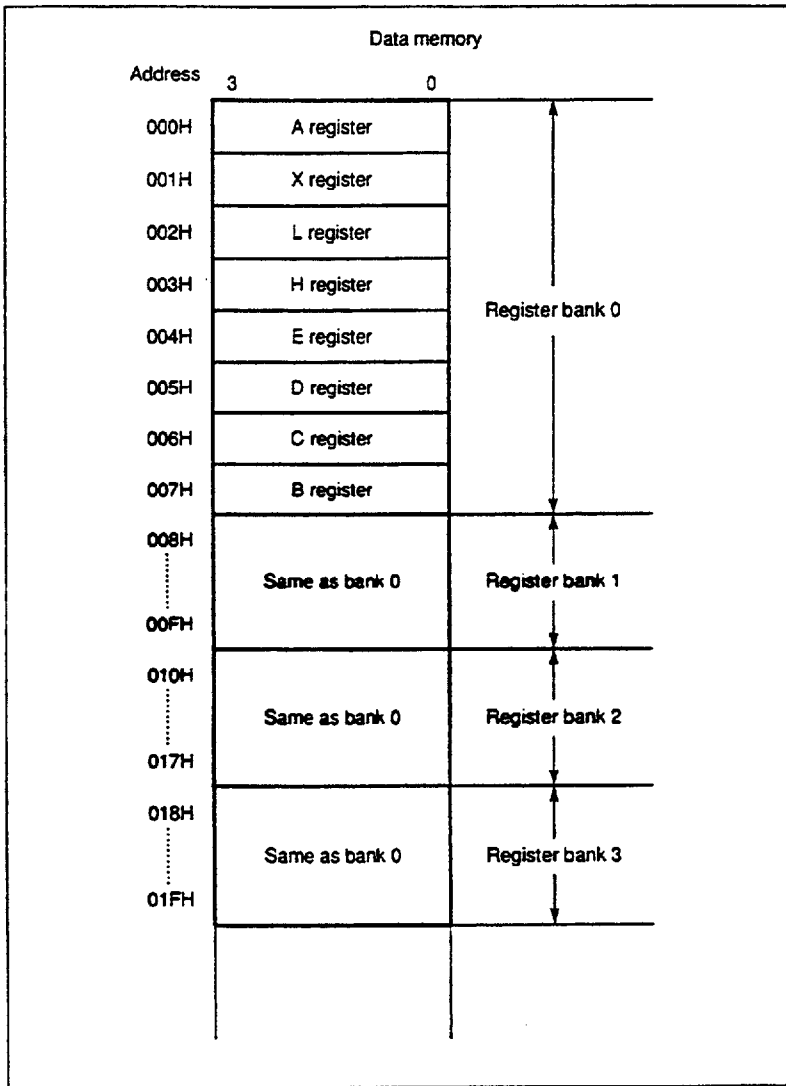 Data memory
Address
3 0
000H A register
001H X register
002H L register
003H H register
Register bank 0
004H E register
005H D register
006H C register
007H B register
008H
Same as bank 0 Register bank 1
00FH
010H
Same as bank 0 Register bank 2
017H
018H
Same as bank 0 Register bank 3
01FH